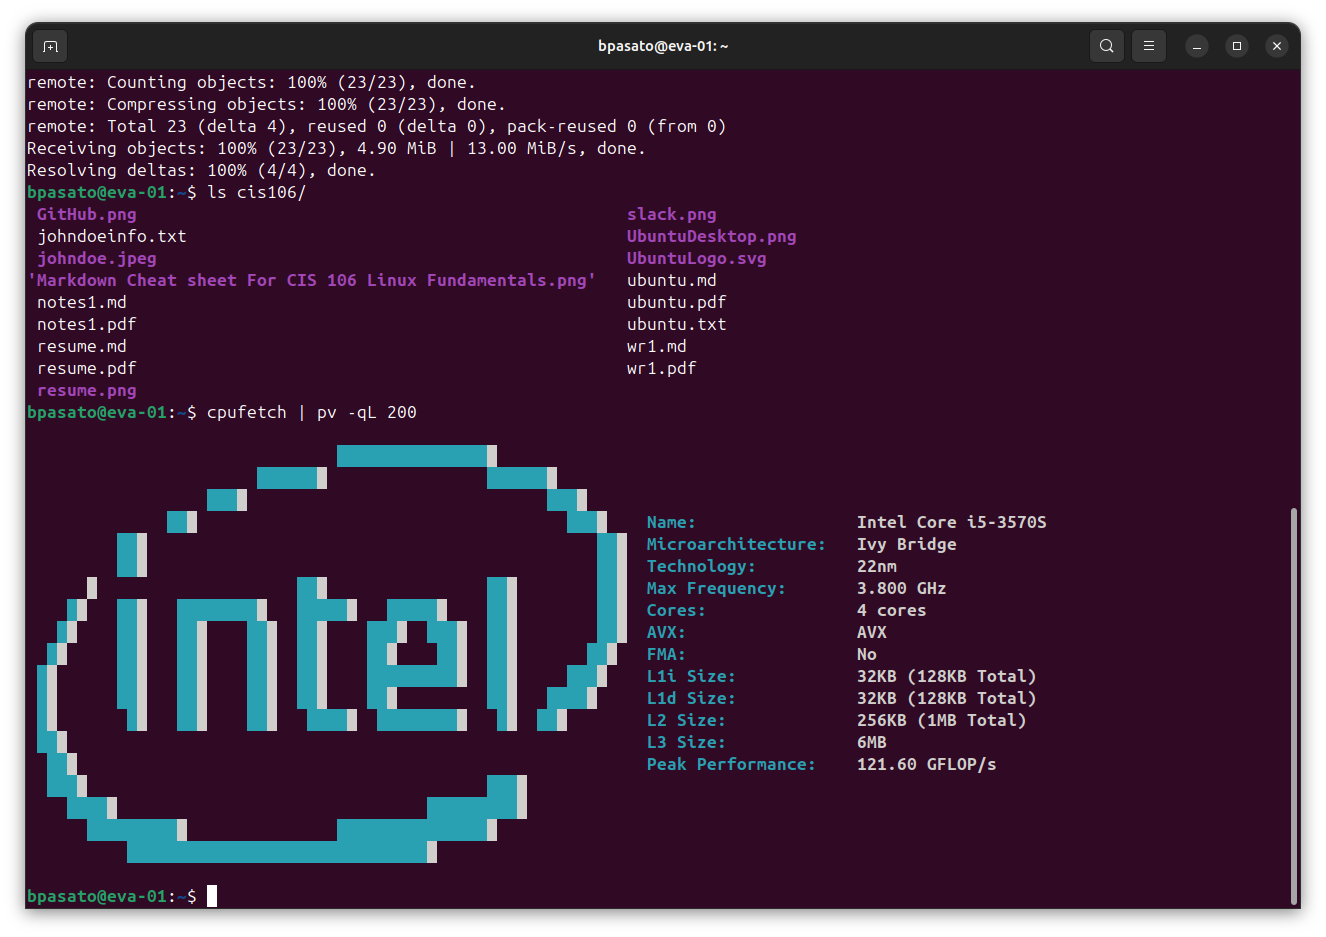 bpasato@eva-01: ~
remote: Counting objects: 100% (23/23), done.
remote: Compressing objects: 100% (23/23), done.
remote: Total 23 (delta 4), reused 0 (delta 0), pack-reused 0 (from 0)
Receiving objects: 100% (23/23), 4.90 MiB | 13.00 MiB/s, done.
Resolving deltas: 100% (4/4), done.
bpasato@eva-01:~$ ls cis106/
GitHub.png slack.png
johndoeinfo.txt UbuntuDesktop.png
johndoe.jpeg UbuntuLogo.svg
'Markdown Cheat sheet For CIS 106 Linux Fundamentals.png' ubuntu.md
notes1.md ubuntu.pdf
notes1.pdf ubuntu.txt
resume.md wr1.md
resume.pdf wr1.pdf
resume.png
bpasato@eva-01:~$ cpufetch | pv -qL 200
intel
Name: Intel Core i5-3570S
Microarchitecture: Ivy Bridge
Technology: 22nm
Max Frequency: 3.800 GHz
Cores: 4 cores
AVX: AVX
FMA: No
L1i Size: 32KB (128KB Total)
L1d Size: 32KB (128KB Total)
L2 Size: 256KB (1MB Total)
L3 Size: 6MB
Peak Performance: 121.60 GFLOP/s
bpasato@eva-01:~$